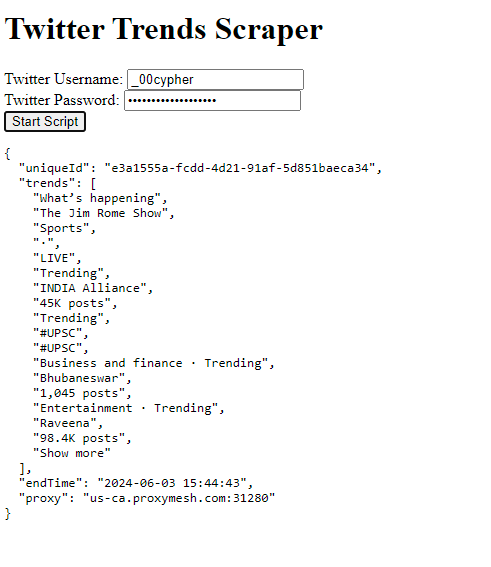 Twitter Trends Scraper
Twitter Username: _00cypher
Twitter Password: •••••••••••••••••••
Start Script
{
  "uniqueId": "e3a1555a-fcdd-4d21-91af-5d851baeca34",
  "trends": [
    "What’s happening",
    "The Jim Rome Show",
    "Sports",
    "·",
    "LIVE",
    "Trending",
    "INDIA Alliance",
    "45K posts",
    "Trending",
    "#UPSC",
    "#UPSC",
    "Business and finance · Trending",
    "Bhubaneswar",
    "1,045 posts",
    "Entertainment · Trending",
    "Raveena",
    "98.4K posts",
    "Show more"
  ],
  "endTime": "2024-06-03 15:44:43",
  "proxy": "us-ca.proxymesh.com:31280"
}